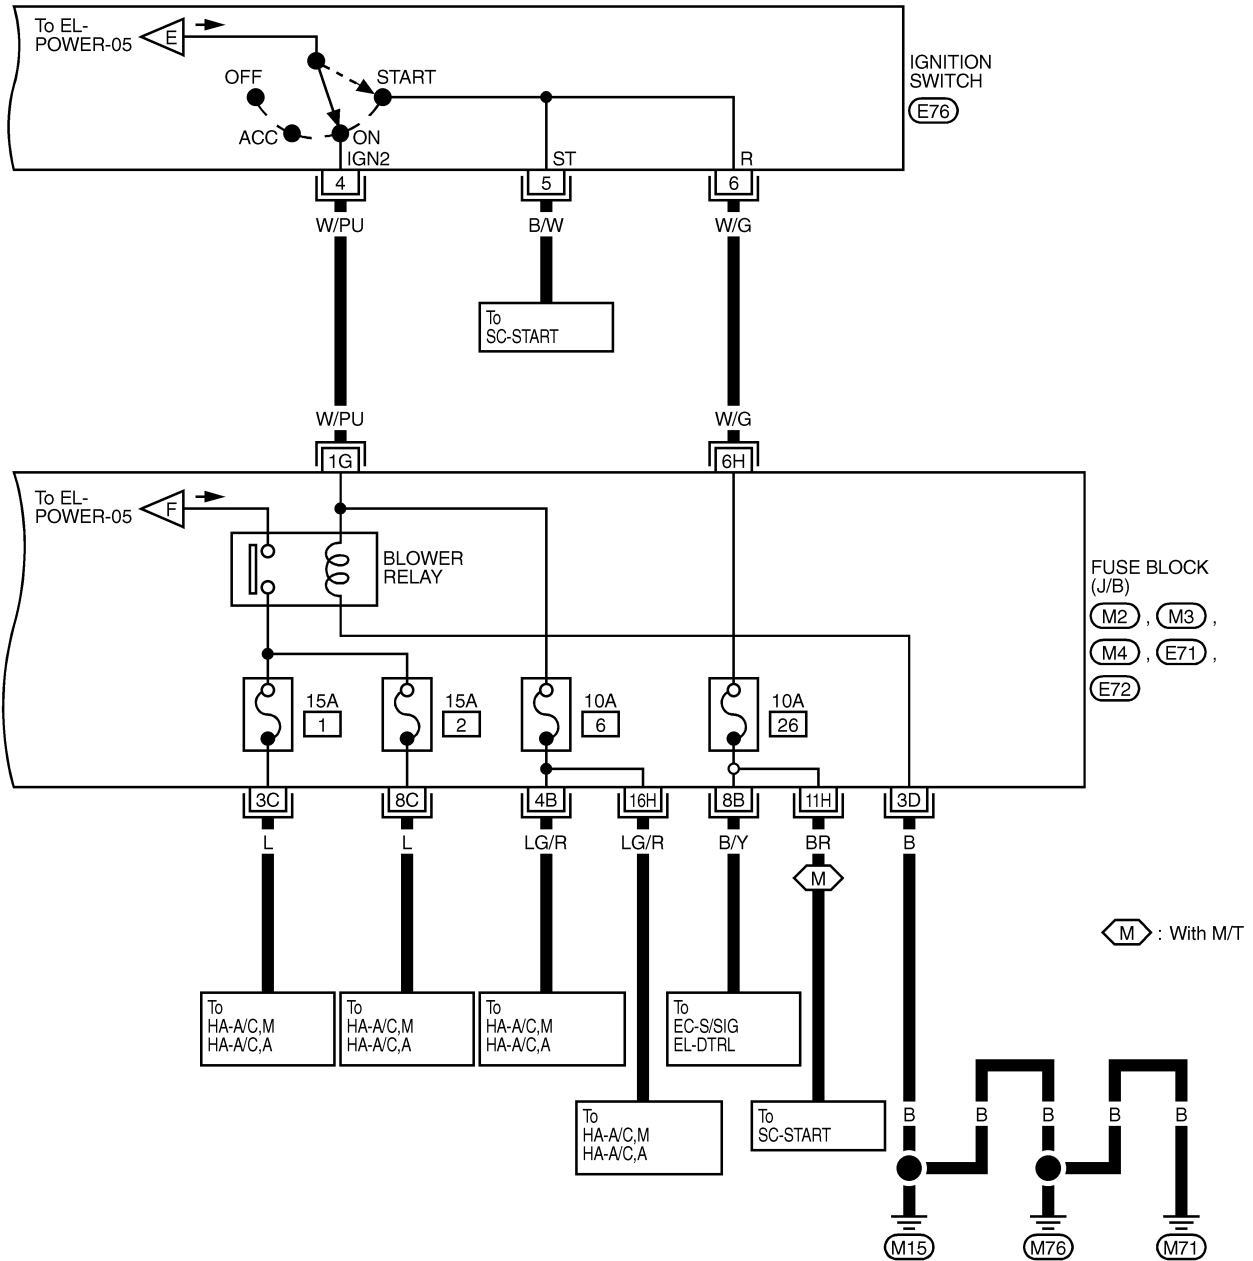 To EL-
POWER-05
E
OFF
START
ACC
ON
IGN2
ST
R
IGNITION
SWITCH
E76
4
5
6
W/PU
B/W
W/G
To
SC-START
W/PU
W/G
1G
6H
To EL-
POWER-05
F
BLOWER
RELAY
FUSE BLOCK
(J/B)
M2 , M3 ,
M4 , E71 ,
E72
15A
1
15A
2
10A
6
10A
26
3C
8C
4B
16H
8B
11H
3D
L
L
LG/R
LG/R
B/Y
BR
B
M
M : With M/T
To
HA-A/C,M
HA-A/C,A
To
HA-A/C,M
HA-A/C,A
To
HA-A/C,M
HA-A/C,A
To
EC-S/SIG
EL-DTRL
To
HA-A/C,M
HA-A/C,A
To
SC-START
B
B
B
B
B
M15
M76
M71